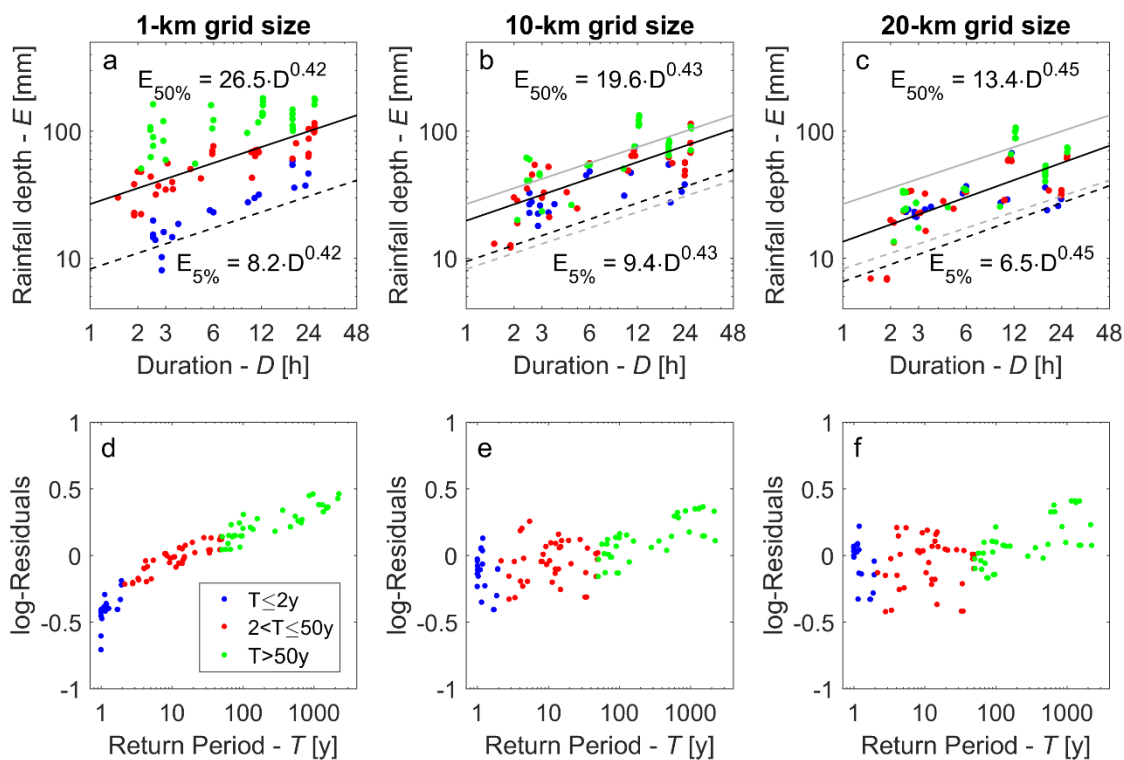 1-km grid size
10-km grid size
20-km grid size
Rainfall depth - E [mm]
100
10
a
E50% = 26.5·D^0.42
E5% = 8.2·D^0.42
1 2 3 6 12 24 48
Duration - D [h]
Rainfall depth - E [mm]
100
10
b
E50% = 19.6·D^0.43
E5% = 9.4·D^0.43
1 2 3 6 12 24 48
Duration - D [h]
Rainfall depth - E [mm]
100
10
c
E50% = 13.4·D^0.45
E5% = 6.5·D^0.45
1 2 3 6 12 24 48
Duration - D [h]
log-Residuals
1
0.5
0
-0.5
-1
d
T≤2y
2<T≤50y
T>50y
1 10 100 1000
Return Period - T [y]
log-Residuals
1
0.5
0
-0.5
-1
e
1 10 100 1000
Return Period - T [y]
log-Residuals
1
0.5
0
-0.5
-1
f
1 10 100 1000
Return Period - T [y]